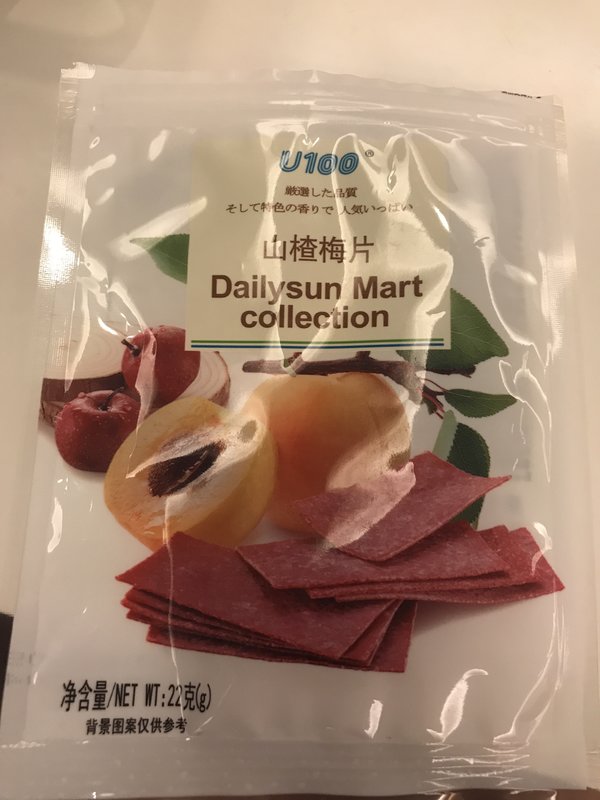 U100®
厳選した品質
そして特色の香りで 人気いっぱい
山楂梅片
Dailysun Mart
collection
净含量/NET WT:22克(g)
背景图案仅供参考